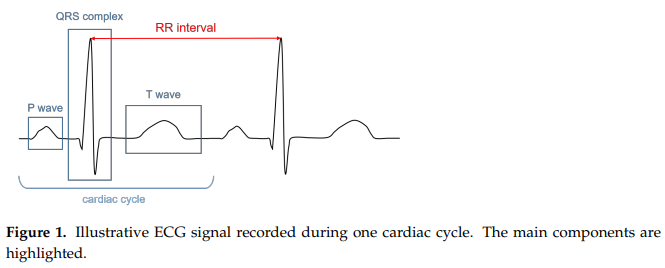 QRS complex
RR interval
T wave
P wave
cardiac cycle
Figure 1. Illustrative ECG signal recorded during one cardiac cycle. The main components are
highlighted.